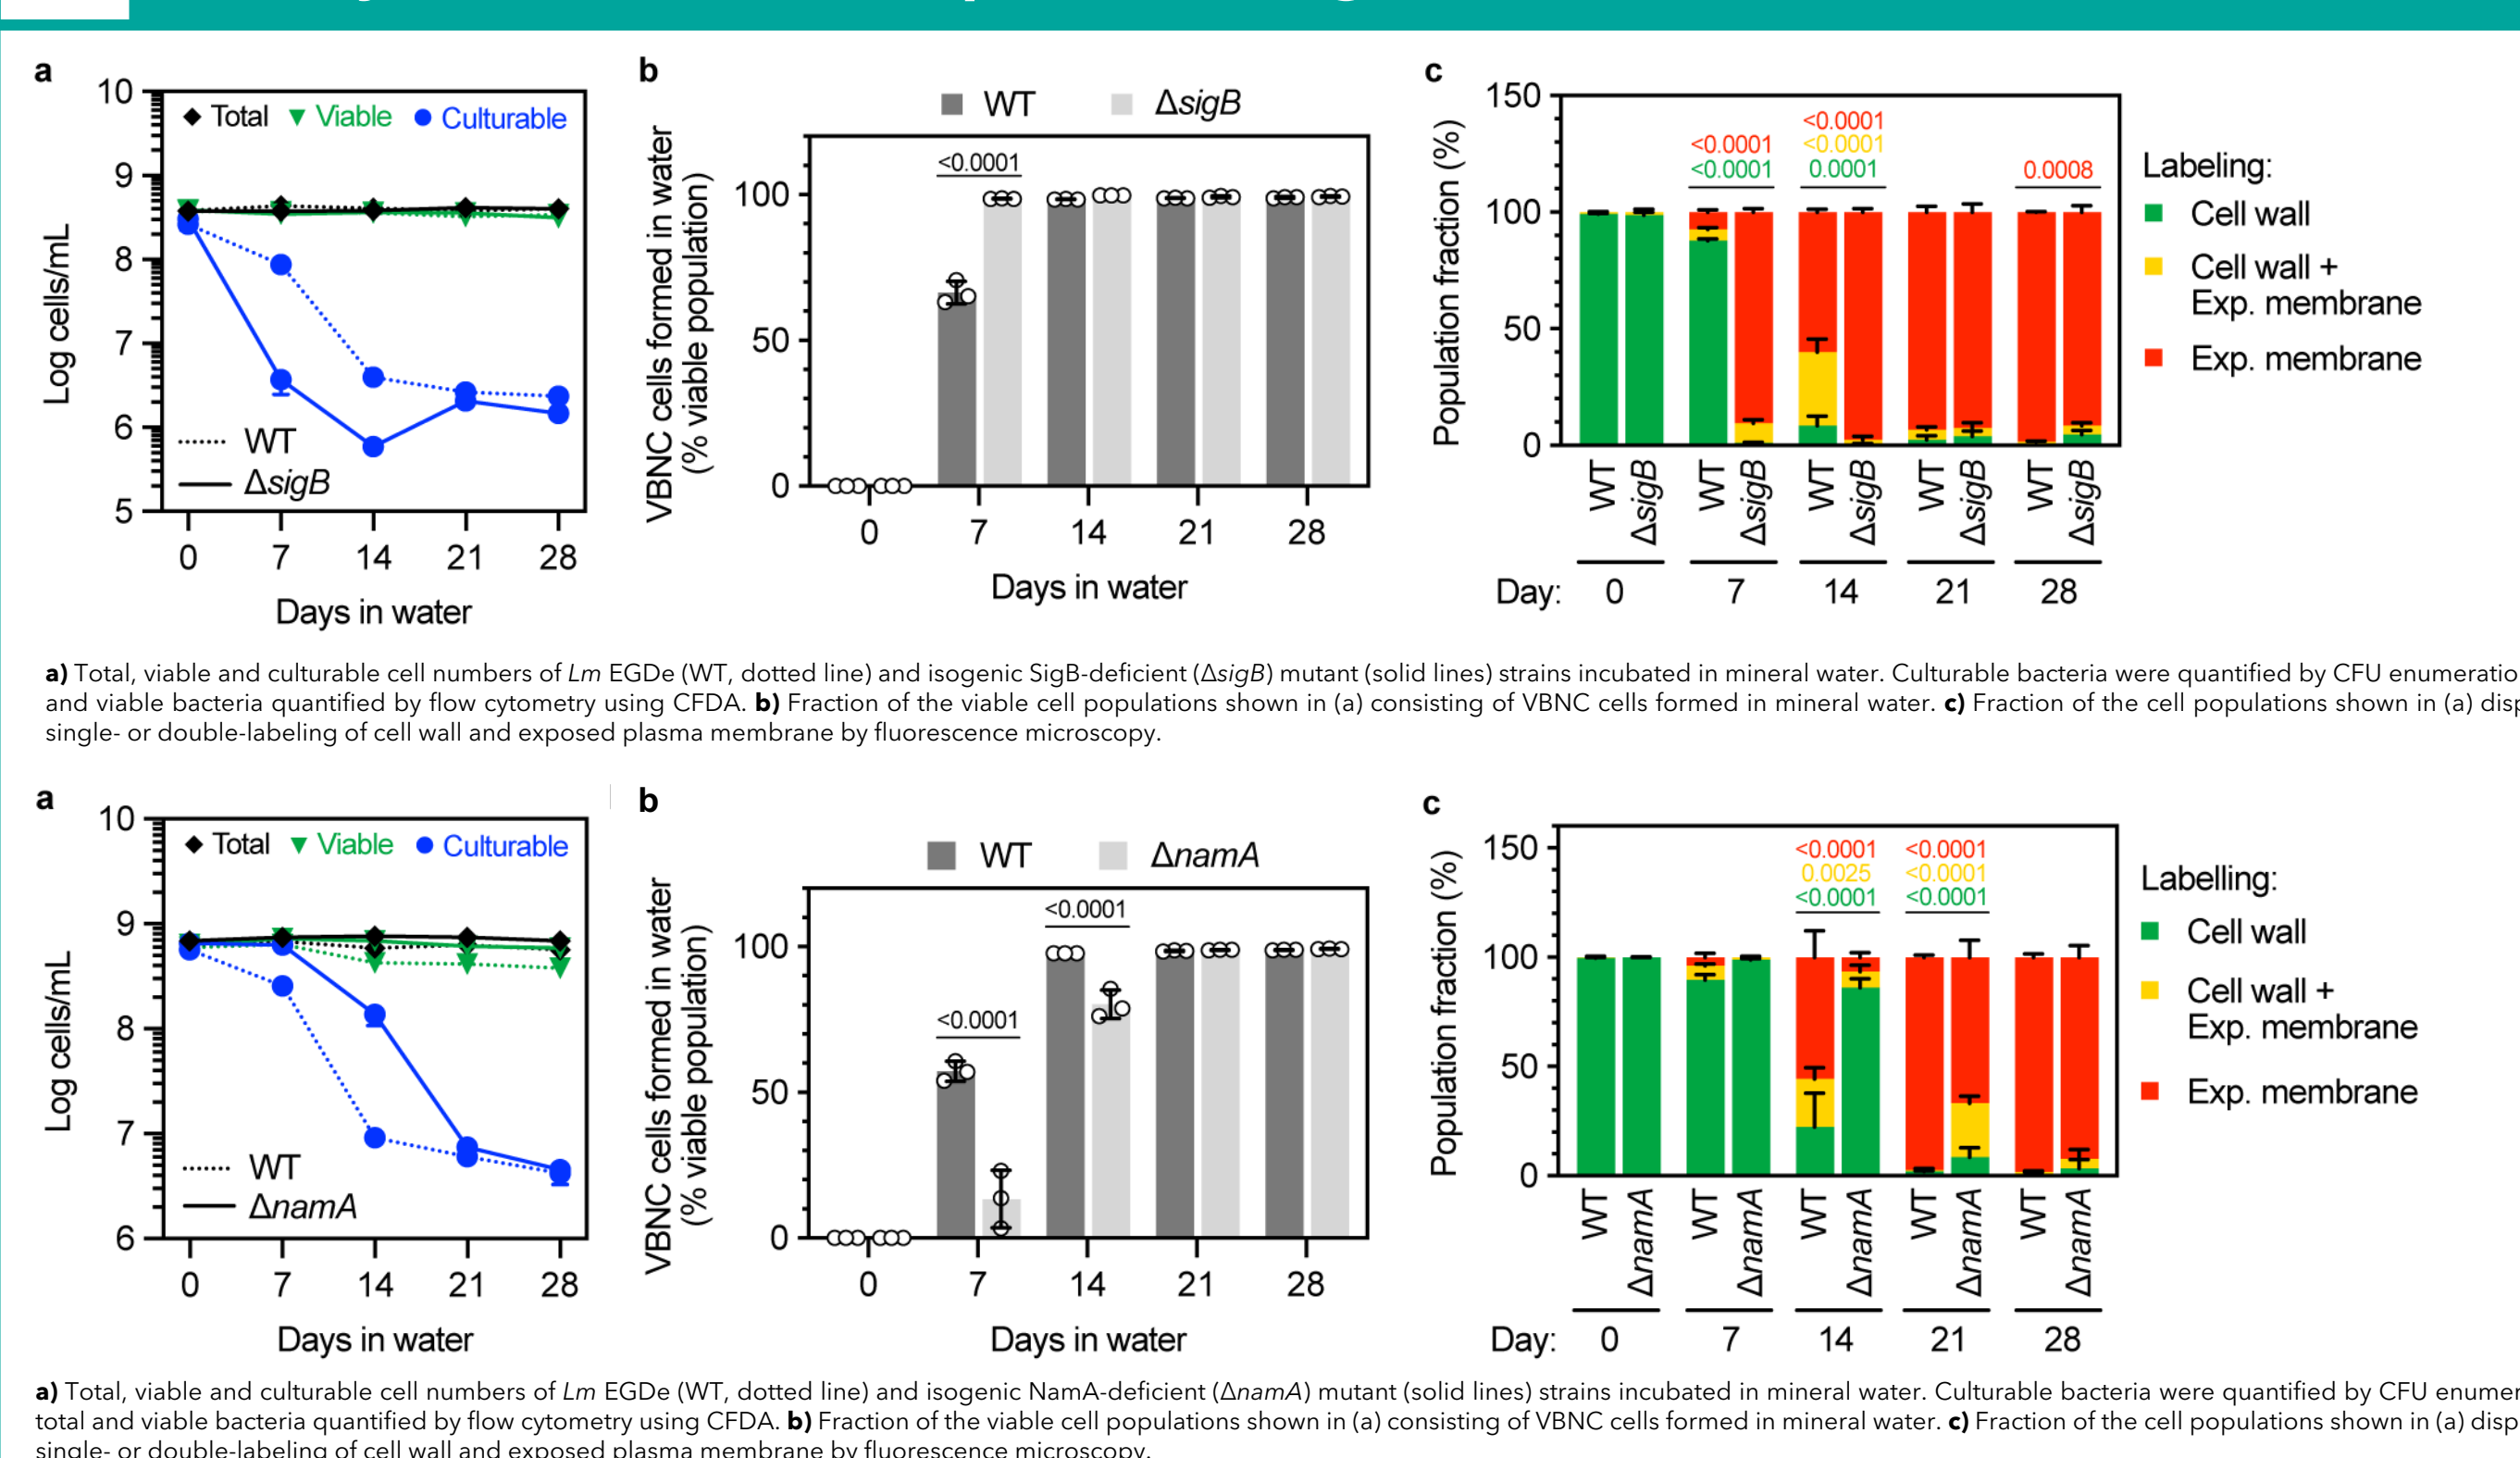 a
10
9
8
7
6
5
Log cells/mL
Total Viable Culturable
WT
ΔsigB
0 7 14 21 28
Days in water
b
WT ΔsigB
VBNC cells formed in water
(% viable population)
100
50
0
<0.0001
0 7 14 21 28
Days in water
c
Population fraction (%)
150
100
50
0
<0.0001
<0.0001
<0.0001
<0.0001
0.0001
0.0008
WT ΔsigB WT ΔsigB WT ΔsigB WT ΔsigB WT ΔsigB
Day: 0 7 14 21 28
Labeling:
Cell wall
Cell wall +
Exp. membrane
Exp. membrane
a) Total, viable and culturable cell numbers of Lm EGDe (WT, dotted line) and isogenic SigB-deficient (ΔsigB) mutant (solid lines) strains incubated in mineral water. Culturable bacteria were quantified by CFU enumeratio
and viable bacteria quantified by flow cytometry using CFDA. b) Fraction of the viable cell populations shown in (a) consisting of VBNC cells formed in mineral water. c) Fraction of the cell populations shown in (a) disp
single- or double-labeling of cell wall and exposed plasma membrane by fluorescence microscopy.
a
10
9
8
7
6
Log cells/mL
Total Viable Culturable
WT
ΔnamA
0 7 14 21 28
Days in water
b
WT ΔnamA
VBNC cells formed in water
(% viable population)
100
50
0
<0.0001
<0.0001
0 7 14 21 28
Days in water
c
Population fraction (%)
150
100
50
0
<0.0001 <0.0001
0.0025 <0.0001
<0.0001 <0.0001
WT ΔnamA WT ΔnamA WT ΔnamA WT ΔnamA WT ΔnamA
Day: 0 7 14 21 28
Labelling:
Cell wall
Cell wall +
Exp. membrane
Exp. membrane
a) Total, viable and culturable cell numbers of Lm EGDe (WT, dotted line) and isogenic NamA-deficient (ΔnamA) mutant (solid lines) strains incubated in mineral water. Culturable bacteria were quantified by CFU enumer
total and viable bacteria quantified by flow cytometry using CFDA. b) Fraction of the viable cell populations shown in (a) consisting of VBNC cells formed in mineral water. c) Fraction of the cell populations shown in (a) disp
single- or double-labeling of cell wall and exposed plasma membrane by fluorescence microscopy.